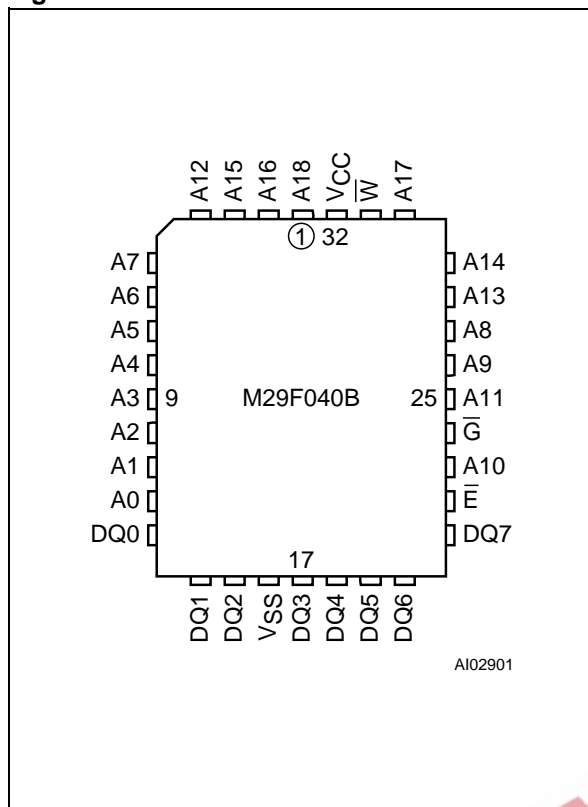 A12 A15 A16 A18 VCC W̅ A17
① 32
A7 A14
A6 A13
A5 A8
A4 A9
A3 9 M29F040B 25 A11
A2 G̅
A1 A10
A0 E̅
DQ0 DQ7
17
DQ1 DQ2 VSS DQ3 DQ4 DQ5 DQ6
AI02901